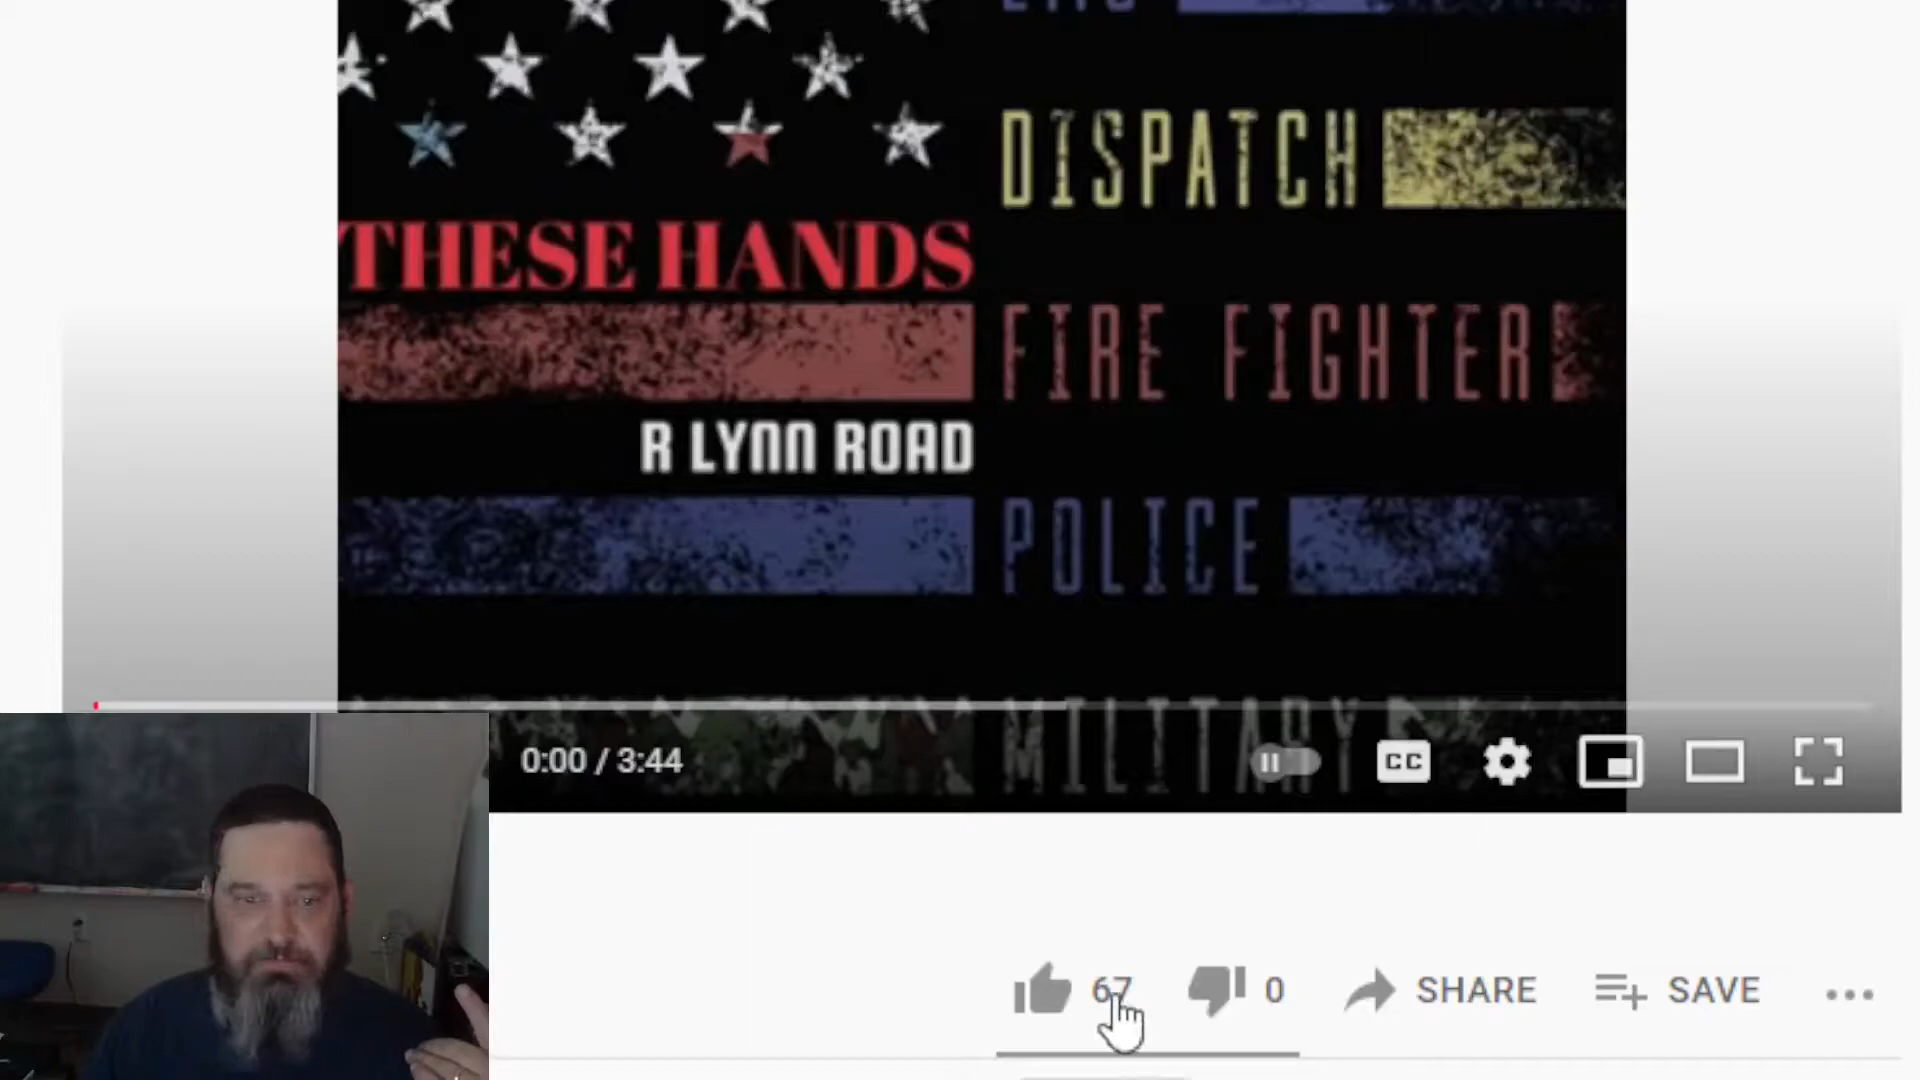 DISPATCH
THESE HANDS
FIRE FIGHTER
R LYNN ROAD
POLICE
MILITARY
0:00 / 3:44
CC
67
0
SHARE
SAVE